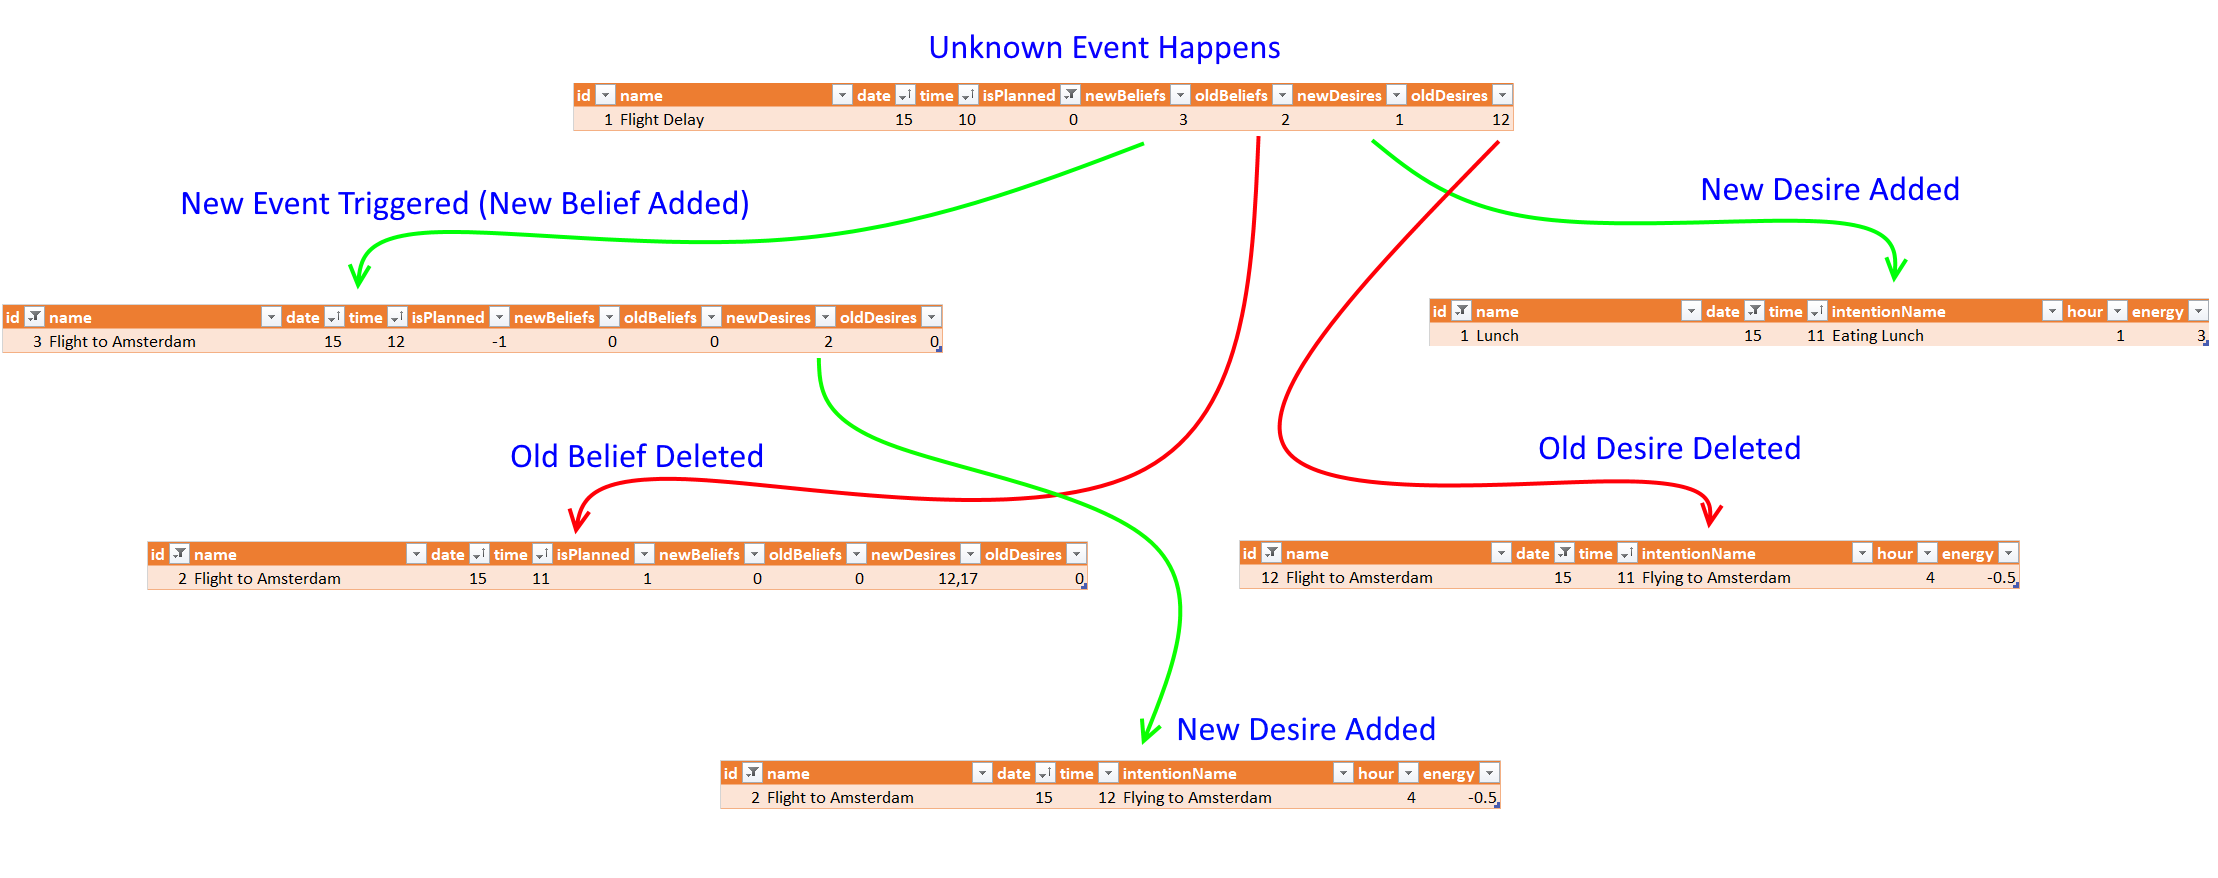 Unknown Event Happens
id name date time isPlanned newBeliefs oldBeliefs newDesires oldDesires
1 Flight Delay 15 10 0 3 2 1 12
New Event Triggered (New Belief Added)
New Desire Added
id name date time isPlanned newBeliefs oldBeliefs newDesires oldDesires
3 Flight to Amsterdam 15 12 -1 0 0 2 0
id name date time intentionName hour energy
1 Lunch 15 11 Eating Lunch 1 3
Old Belief Deleted
Old Desire Deleted
id name date time isPlanned newBeliefs oldBeliefs newDesires oldDesires
2 Flight to Amsterdam 15 11 1 0 0 12,17 0
id name date time intentionName hour energy
12 Flight to Amsterdam 15 11 Flying to Amsterdam 4 -0.5
New Desire Added
id name date time intentionName hour energy
2 Flight to Amsterdam 15 12 Flying to Amsterdam 4 -0.5